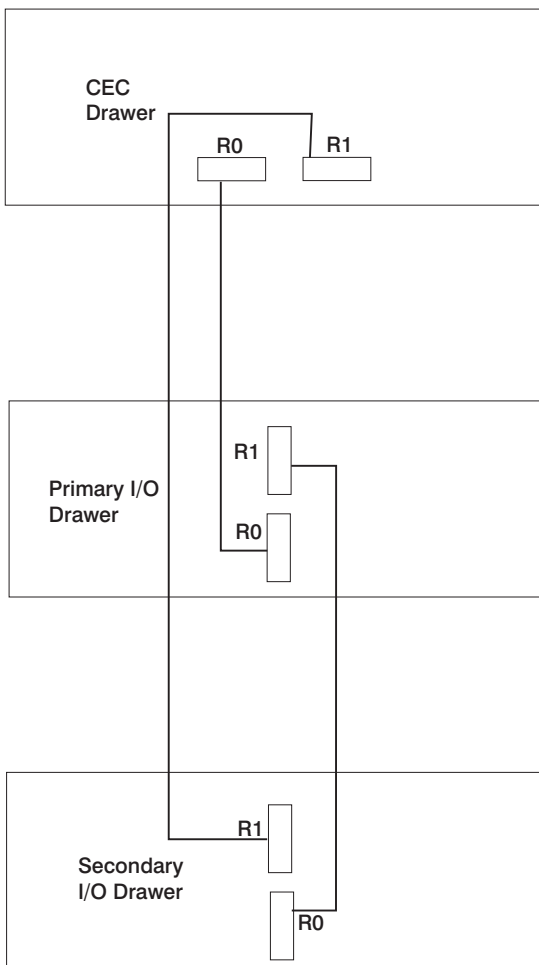 CEC
Drawer
R0
R1
R1
Primary I/O
Drawer
R0
R1
Secondary
I/O Drawer
R0